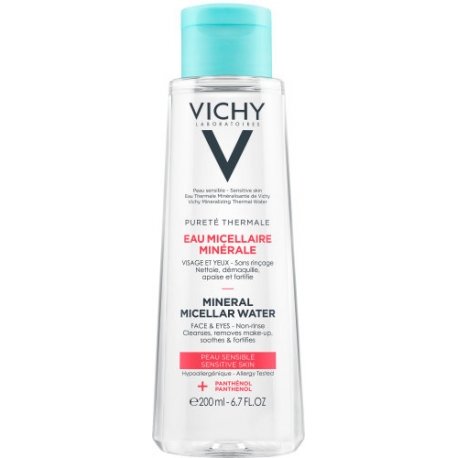 VICHY
LABORATOIRES
Peau sensible - Sensitive skin
Eau Thermale Minéralisante de Vichy
Vichy Mineralizing Thermal Water
PURETÉ THERMALE
EAU MICELLAIRE
MINÉRALE
VISAGE ET YEUX - Sans rinçage
Nettoie, démaquille,
apaise et fortifie
MINERAL
MICELLAR WATER
FACE & EYES - Non-rinse
Cleanses, removes make-up,
soothes & fortifies
PEAU SENSIBLE
SENSITIVE SKIN
Hypoallergénique - Allergy Tested
+ PANTHÉNOL
PANTHENOL
℮200 ml - 6.7 FL.OZ